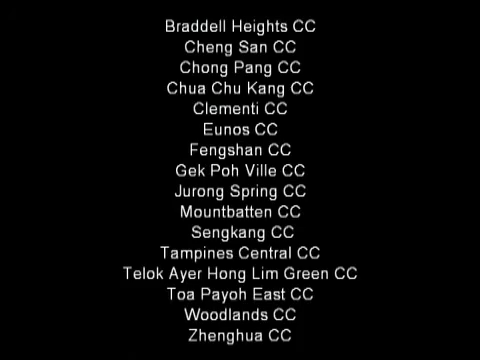 Braddell Heights CC
Cheng San CC
Chong Pang CC
Chua Chu Kang CC
Clementi CC
Eunos CC
Fengshan CC
Gek Poh Ville CC
Jurong Spring CC
Mountbatten CC
Sengkang CC
Tampines Central CC
Telok Ayer Hong Lim Green CC
Toa Payoh East CC
Woodlands CC
Zhenghua CC